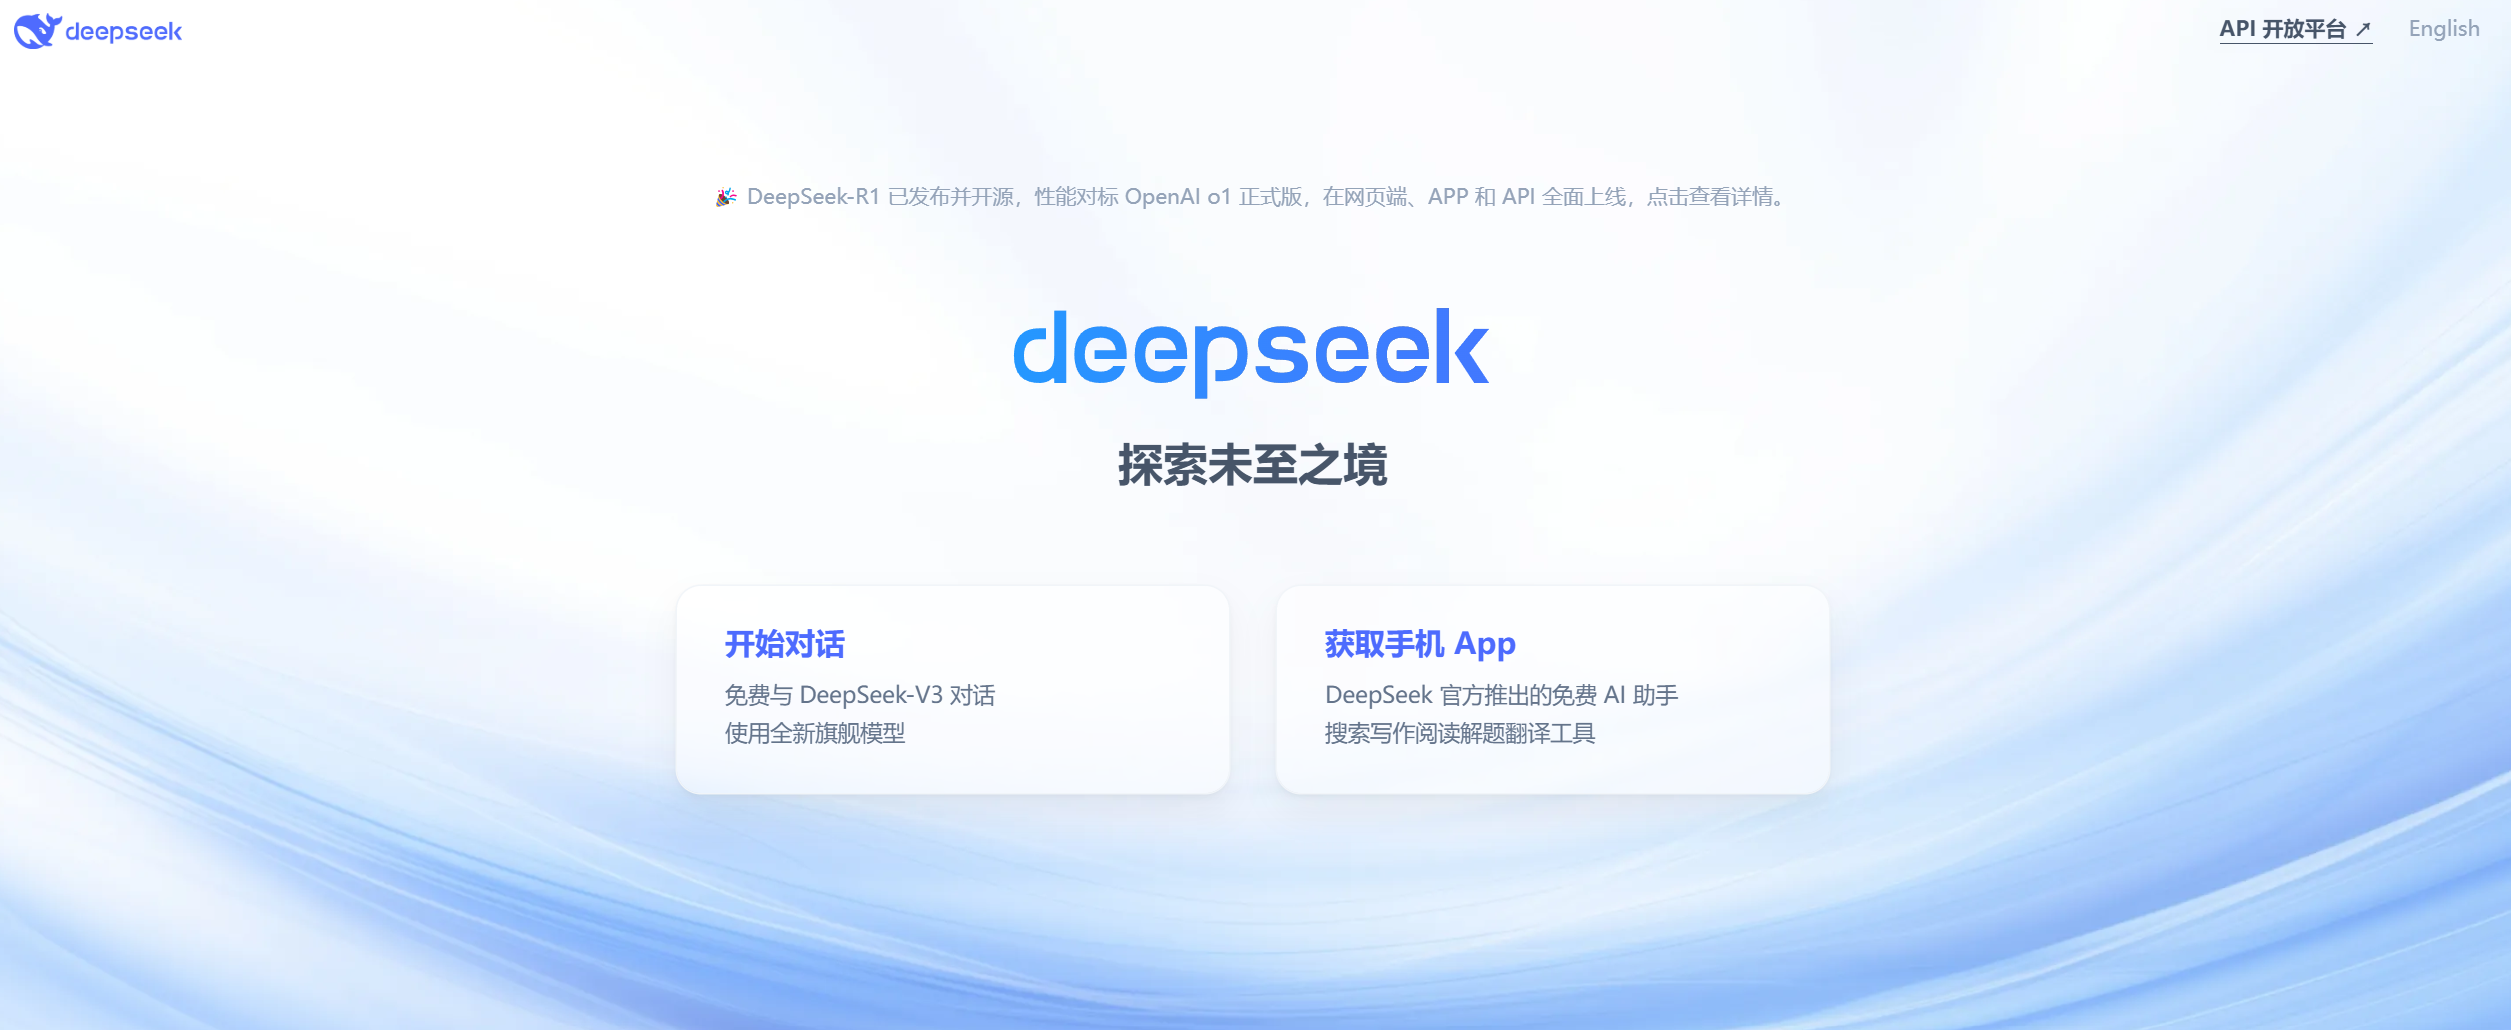 deepseek
API 开放平台 ↗
English
🎉 DeepSeek-R1 已发布并开源，性能对标 OpenAI o1 正式版，在网页端、APP 和 API 全面上线，点击查看详情。
deepseek
探索未至之境
开始对话
免费与 DeepSeek-V3 对话
使用全新旗舰模型
获取手机 App
DeepSeek 官方推出的免费 AI 助手
搜索写作阅读解题翻译工具